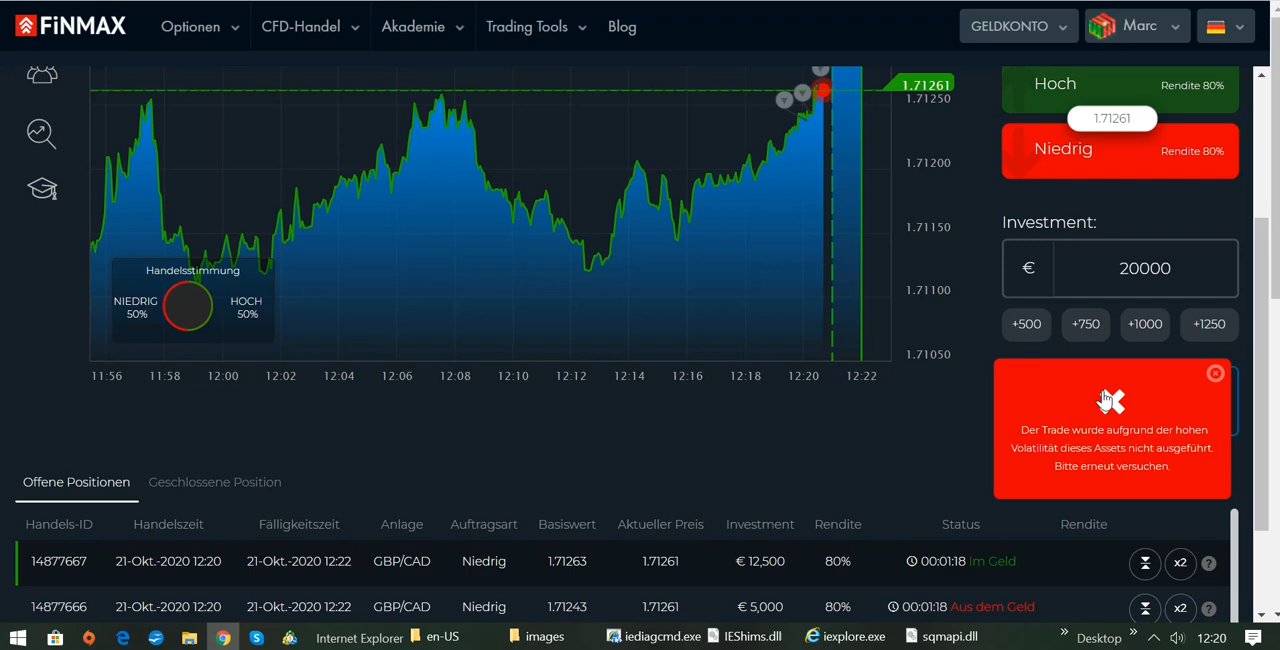 FiNMAX Optionen CFD-Handel Akademie Trading Tools Blog GELDKONTO Marc
1.71261
1.71250
1.71200
1.71150
1.71100
1.71050
Handelsstimmung
NIEDRIG HOCH
50% 50%
11:56 11:58 12:00 12:02 12:04 12:06 12:08 12:10 12:12 12:14 12:16 12:18 12:20 12:22
Hoch Rendite 80%
1.71261
Niedrig Rendite 80%
Investment:
€ 20000
+500 +750 +1000 +1250
Der Trade wurde aufgrund der hohen
Volatilität dieses Assets nicht ausgeführt.
Bitte erneut versuchen.
Offene Positionen Geschlossene Position
Handels-ID Handelszeit Fälligkeitszeit Anlage Auftragsart Basiswert Aktueller Preis Investment Rendite Status Rendite
14877667 21-Okt.-2020 12:20 21-Okt.-2020 12:22 GBP/CAD Niedrig 1.71263 1.71261 € 12,500 80% 00:01:18 Im Geld x2 ?
14877666 21-Okt.-2020 12:20 21-Okt.-2020 12:22 GBP/CAD Niedrig 1.71243 1.71261 € 5,000 80% 00:01:18 Aus dem Geld x2 ?
Internet Explorer en-US images iediagcmd.exe IEShims.dll iexplore.exe sqmapi.dll » Desktop » 12:20